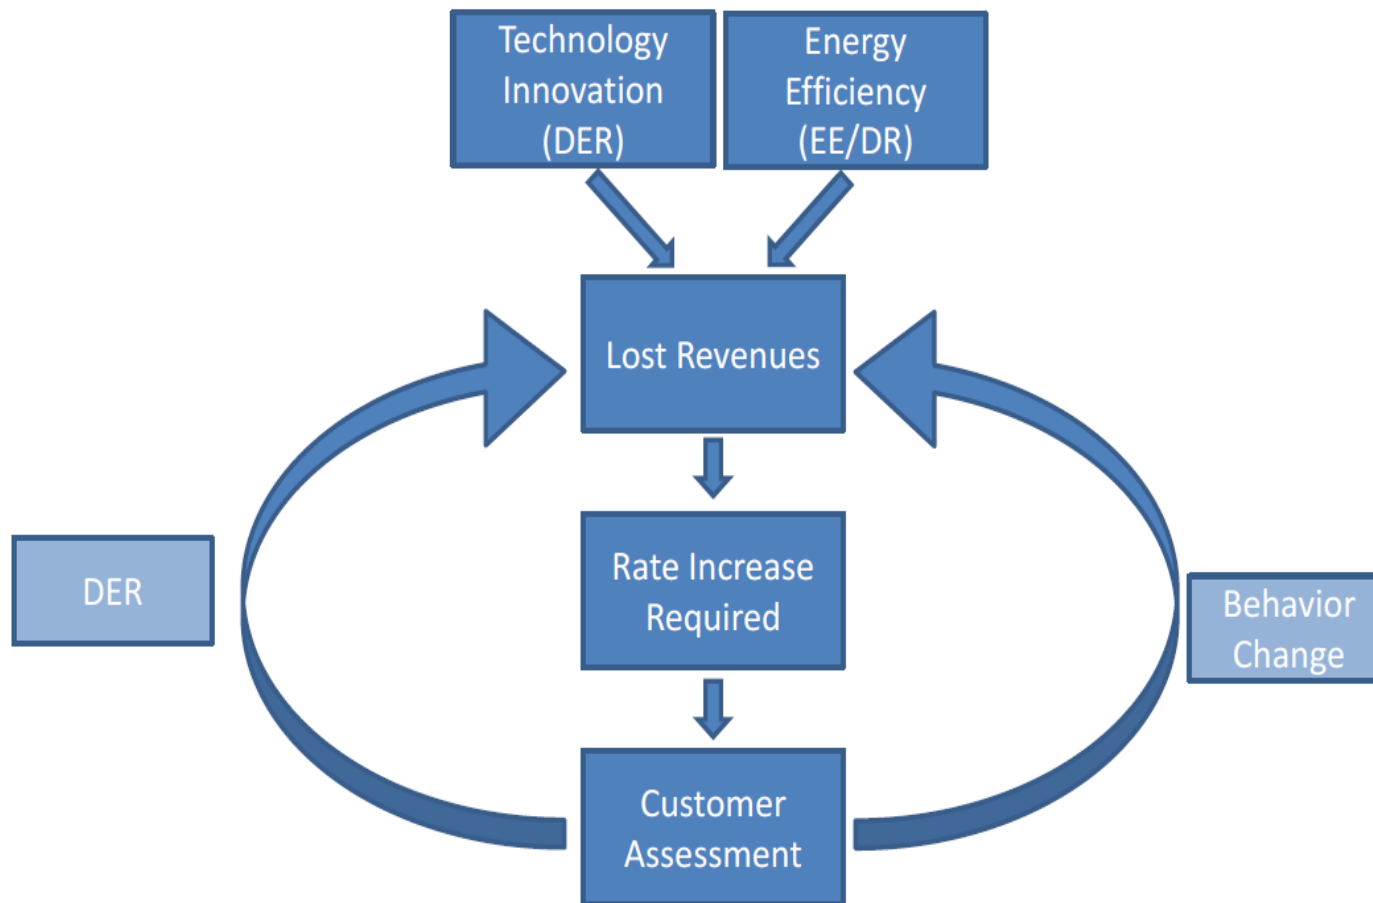 Technology
Innovation
(DER)
Energy
Efficiency
(EE/DR)
Lost Revenues
Rate Increase
Required
DER
Behavior
Change
Customer
Assessment